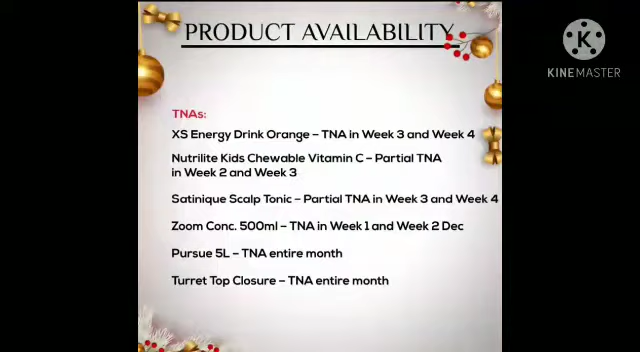 PRODUCT AVAILABILITY
K
KINEMASTER
TNAs:
XS Energy Drink Orange – TNA in Week 3 and Week 4
Nutrilite Kids Chewable Vitamin C – Partial TNA
in Week 2 and Week 3
Satinique Scalp Tonic – Partial TNA in Week 3 and Week 4
Zoom Conc. 500ml – TNA in Week 1 and Week 2 Dec
Pursue 5L – TNA entire month
Turret Top Closure – TNA entire month